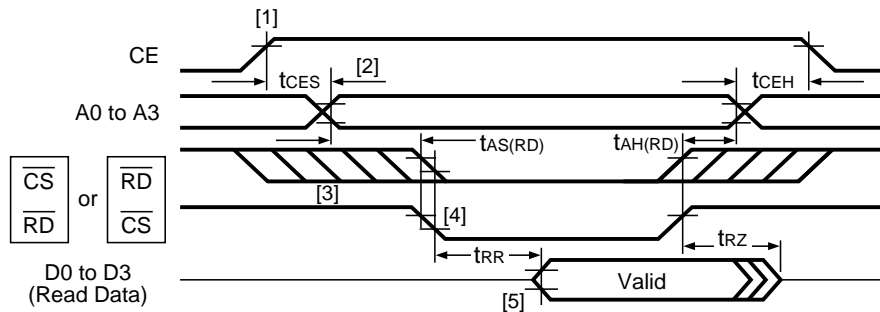 [1]
CE
tCES
[2]
tCEH
A0 to A3
tAS(RD)
tAH(RD)
CS
RD
or
RD
CS
[3]
[4]
tRR
tRZ
D0 to D3
(Read Data)
Valid
[5]